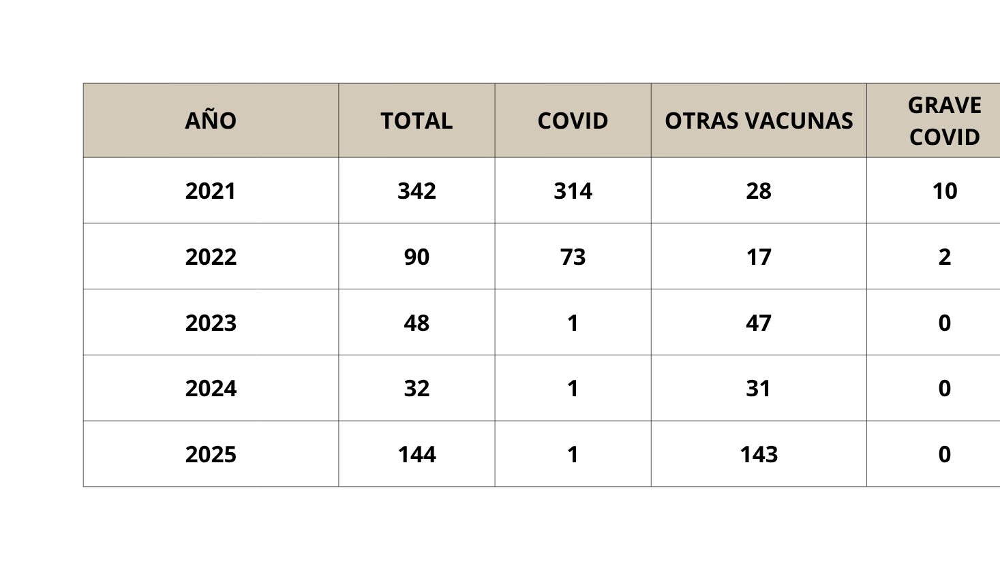 AÑO TOTAL COVID OTRAS VACUNAS GRAVE COVID
2021 342 314 28 10
2022 90 73 17 2
2023 48 1 47 0
2024 32 1 31 0
2025 144 1 143 0